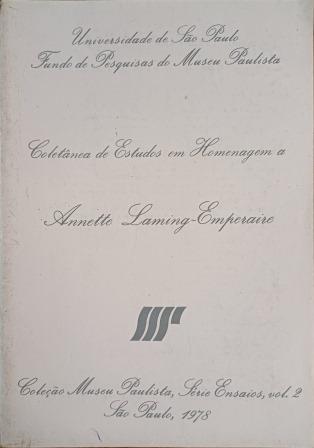 Universidade de São Paulo
Fundo de Pesquisas do Museu Paulista
Coletânea de Estudos em Homenagem a
Annette Laming-Emperaire
Coleção Museu Paulista, Série Ensaios, vol. 2
São Paulo, 1978